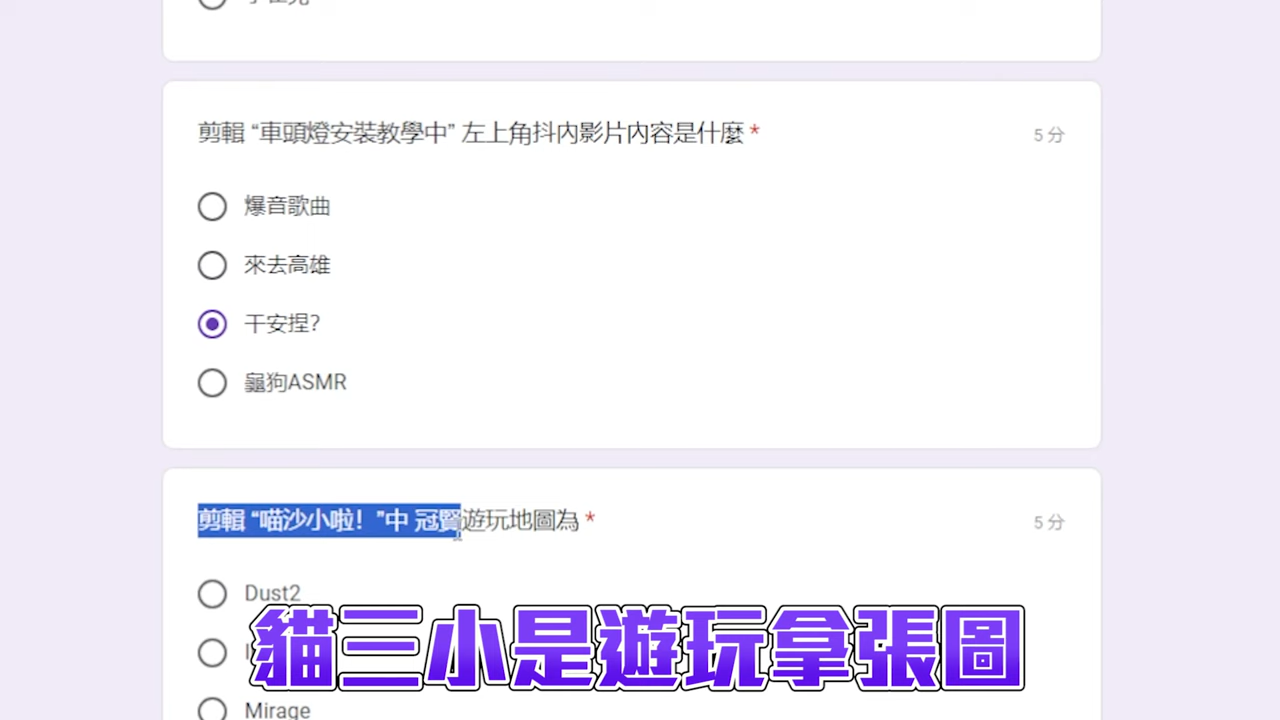 剪輯 “車頭燈安裝教學中” 左上角抖內影片內容是什麼 *
5 分
爆音歌曲
來去高雄
干安捏?
龜狗ASMR
剪輯 “喵沙小啦! ”中 冠賢遊玩地圖為 *
5 分
Dust2
貓三小是遊玩拿張圖
Mirage